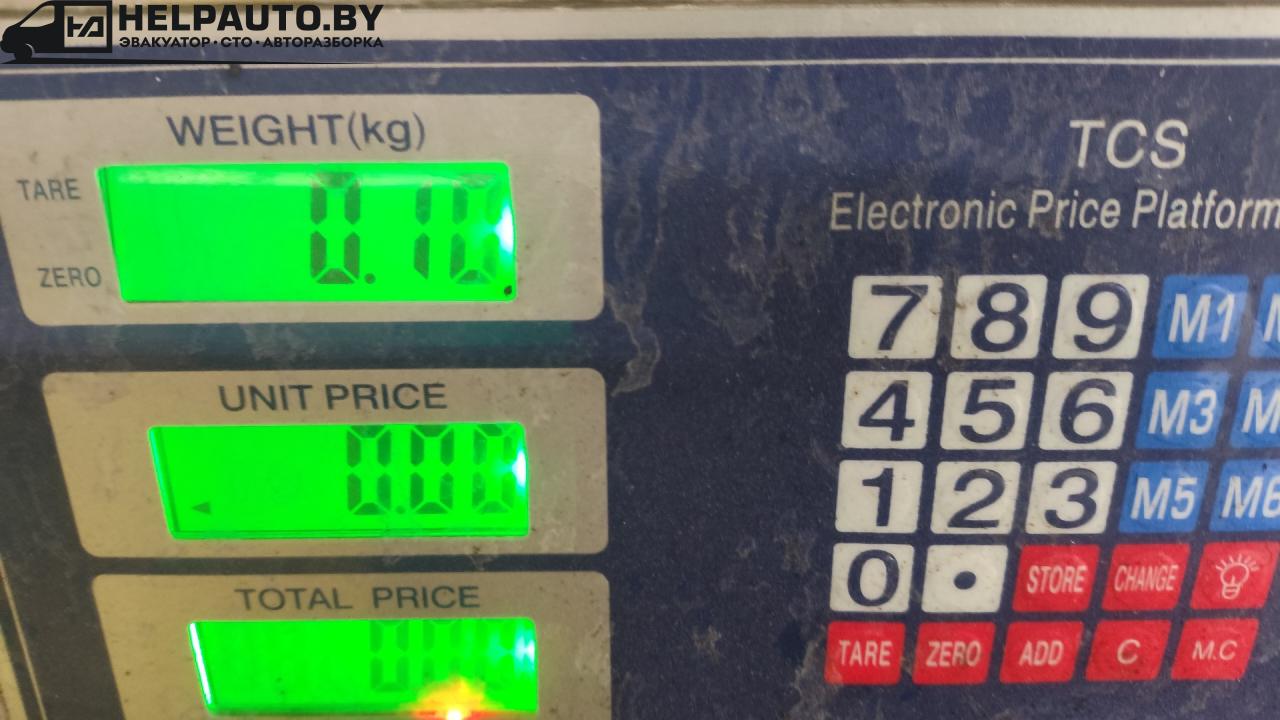 HELPAUTO.BY
ЭВАКУАТОР·СТО·АВТОРАЗБОРКА
WEIGHT(kg)
TARE
0.10
ZERO
UNIT PRICE
0.00
TOTAL PRICE
TCS
Electronic Price Platform
7 8 9 M1
4 5 6 M3
1 2 3 M5 M6
0 . STORE CHANGE
TARE ZERO ADD C M.C